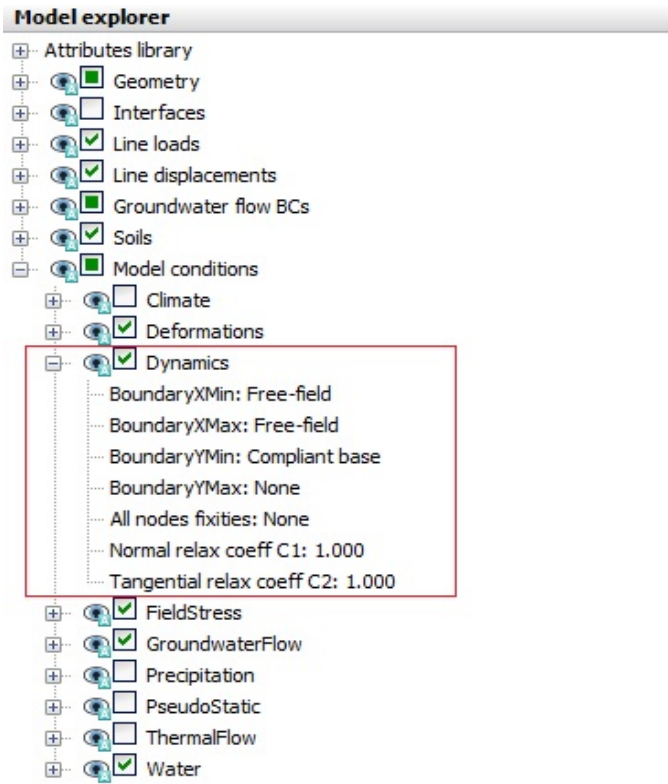 Model explorer
Attributes library
Geometry
Interfaces
Line loads
Line displacements
Groundwater flow BCs
Soils
Model conditions
Climate
Deformations
Dynamics
BoundaryXMin: Free-field
BoundaryXMax: Free-field
BoundaryYMin: Compliant base
BoundaryYMax: None
All nodes fixities: None
Normal relax coeff C1: 1.000
Tangential relax coeff C2: 1.000
FieldStress
GroundwaterFlow
Precipitation
PseudoStatic
ThermalFlow
Water